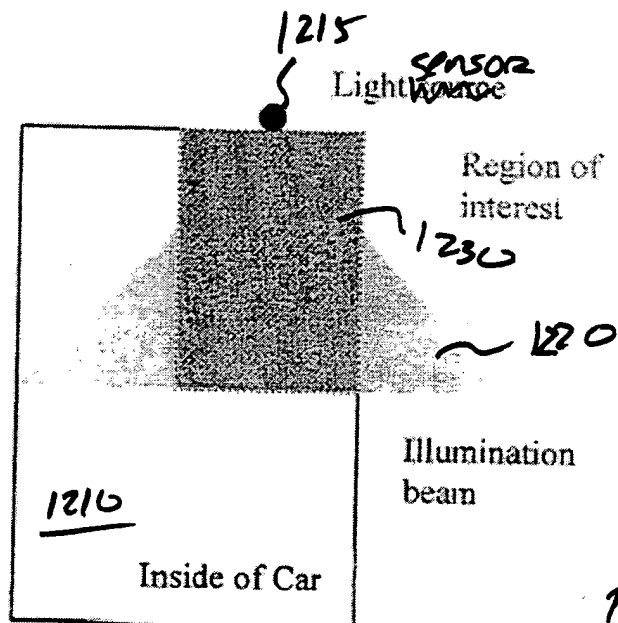 1215
sensor
Light source
Region of
interest
1230
1220
Illumination
beam
1210
Inside of Car